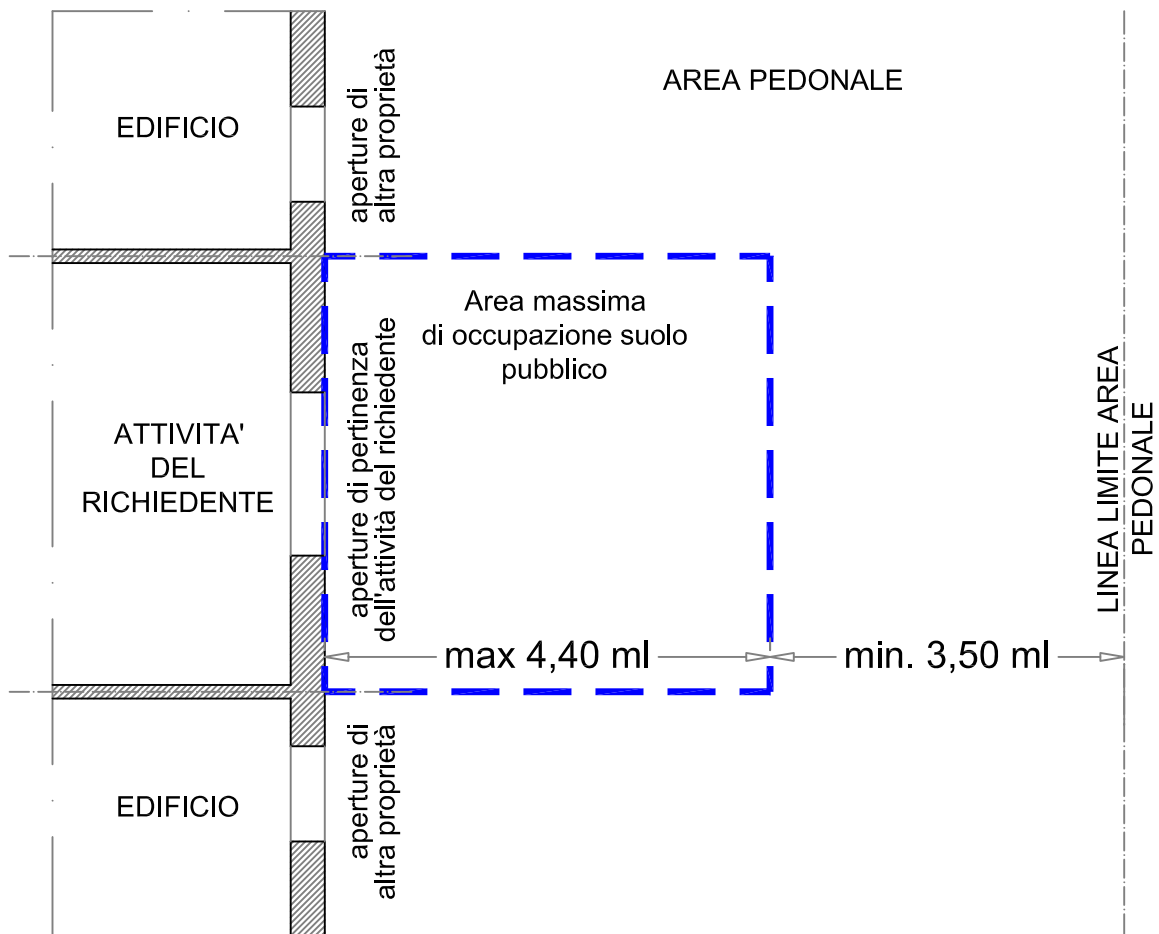 AREA PEDONALE
EDIFICIO
aperture di
altra proprietà
Area massima
di occupazione suolo
pubblico
ATTIVITA'
DEL
RICHIEDENTE
aperture di pertinenza
dell'attività del richiedente
LINEA LIMITE AREA
PEDONALE
max 4,40 ml
min. 3,50 ml
EDIFICIO
aperture di
altra proprietà